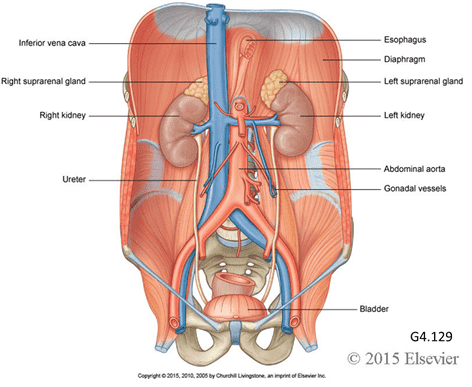 Inferior vena cava
Right suprarenal gland
Right kidney
Ureter
Esophagus
Diaphragm
Left suprarenal gland
Left kidney
Abdominal aorta
Gonadal vessels
Bladder
G4.129
© 2015 Elsevier
Copyright © 2015, 2010, 2005 by Churchill Livingstone, an imprint of Elsevier Inc.